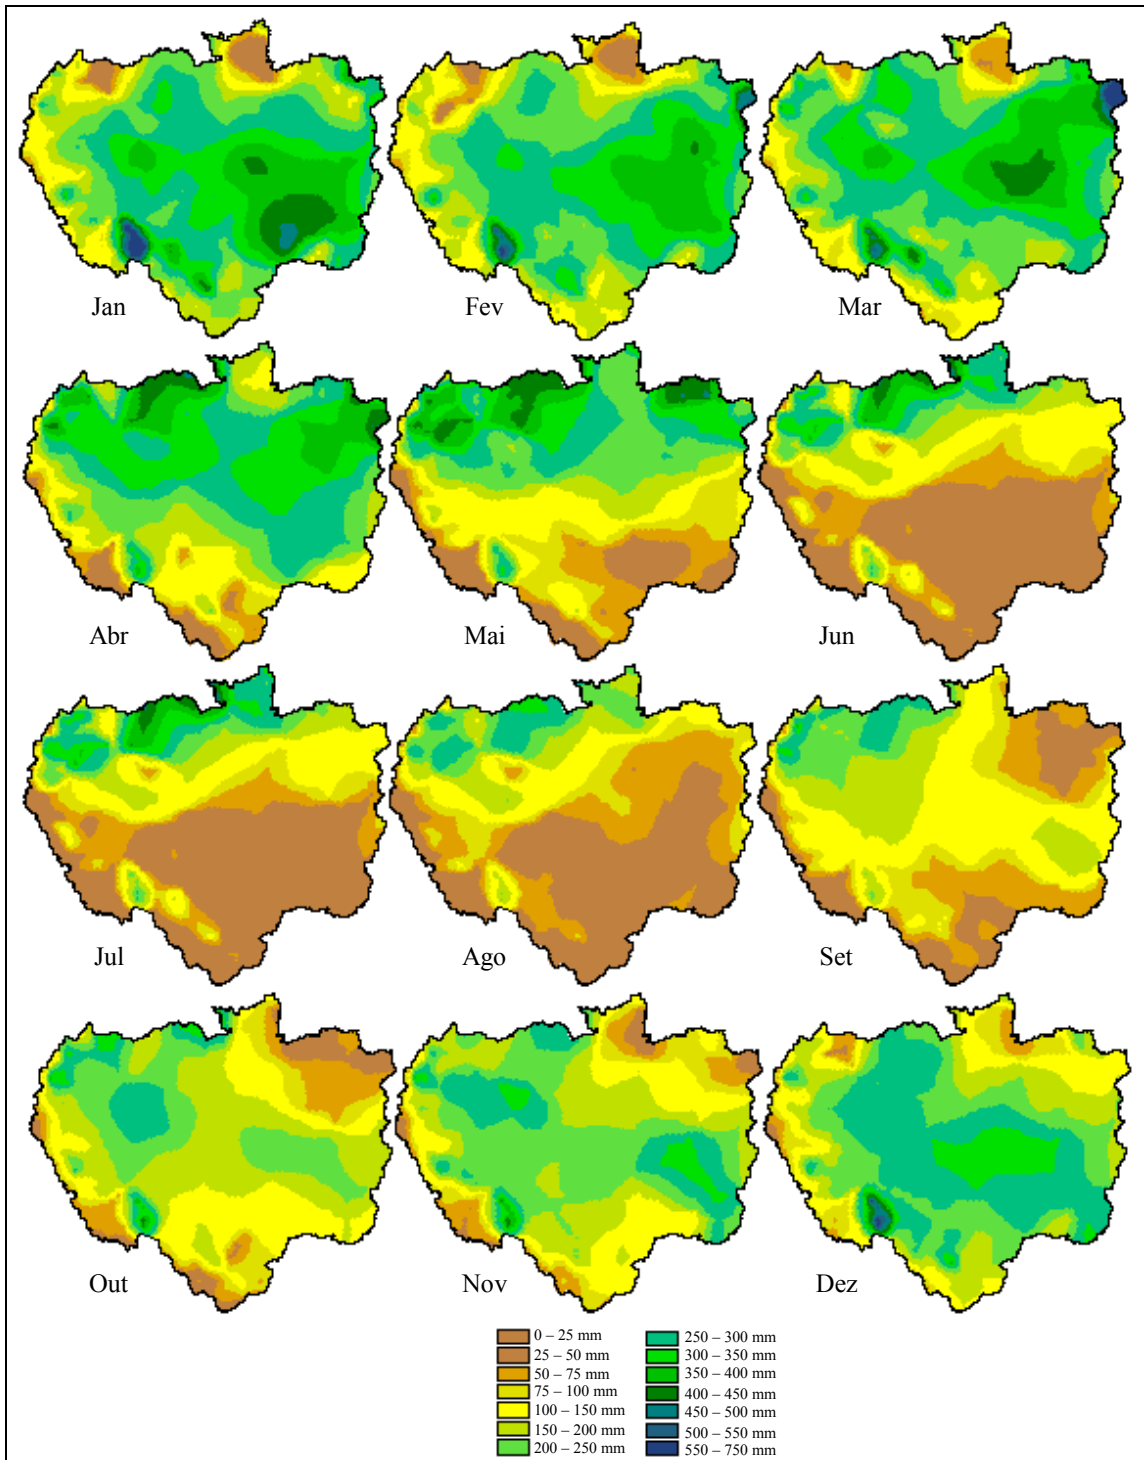 Jan
Fev
Mar
Abr
Mai
Jun
Jul
Ago
Set
Out
Nov
Dez
0 – 25 mm
25 – 50 mm
50 – 75 mm
75 – 100 mm
100 – 150 mm
150 – 200 mm
200 – 250 mm
250 – 300 mm
300 – 350 mm
350 – 400 mm
400 – 450 mm
450 – 500 mm
500 – 550 mm
550 – 750 mm